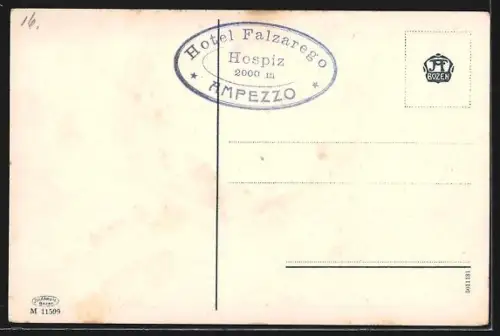 16.
Hotel Falzarego
Hospiz
2000 m
* AMPEZZO *
BOZEN
M 11599